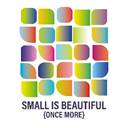 SMALL IS BEAUTIFUL
{ONCE MORE}